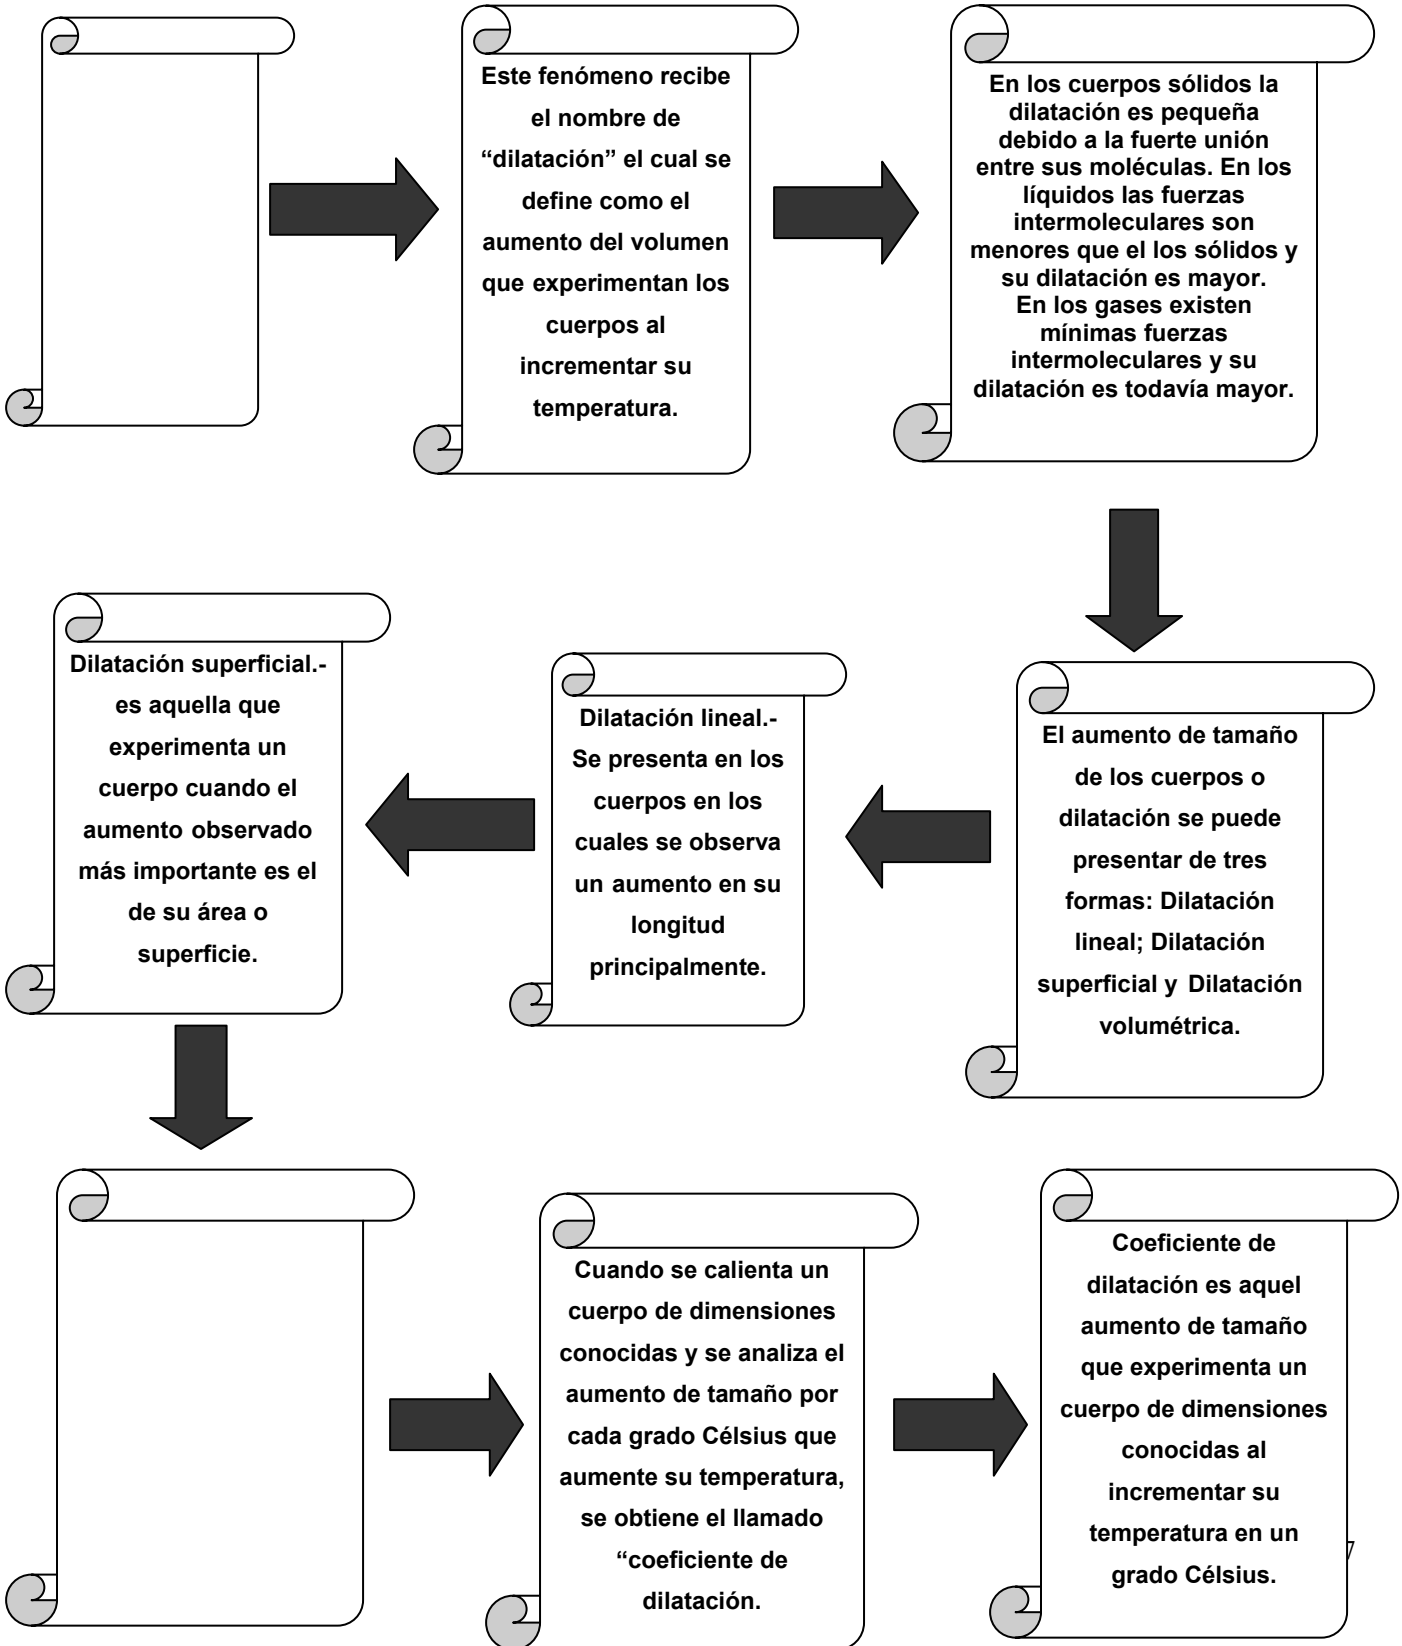 Este fenómeno recibe
el nombre de
“dilatación” el cual se
define como el
aumento del volumen
que experimentan los
cuerpos al
incrementar su
temperatura.
En los cuerpos sólidos la
dilatación es pequeña
debido a la fuerte unión
entre sus moléculas. En los
líquidos las fuerzas
intermoleculares son
menores que el los sólidos y
su dilatación es mayor.
En los gases existen
mínimas fuerzas
intermoleculares y su
dilatación es todavía mayor.
El aumento de tamaño
de los cuerpos o
dilatación se puede
presentar de tres
formas: Dilatación
lineal; Dilatación
superficial y Dilatación
volumétrica.
Dilatación lineal.-
Se presenta en los
cuerpos en los
cuales se observa
un aumento en su
longitud
principalmente.
Dilatación superficial.-
es aquella que
experimenta un
cuerpo cuando el
aumento observado
más importante es el
de su área o
superficie.
Cuando se calienta un
cuerpo de dimensiones
conocidas y se analiza el
aumento de tamaño por
cada grado Célsius que
aumente su temperatura,
se obtiene el llamado
“coeficiente de
dilatación.
Coeficiente de
dilatación es aquel
aumento de tamaño
que experimenta un
cuerpo de dimensiones
conocidas al
incrementar su
temperatura en un
grado Célsius.